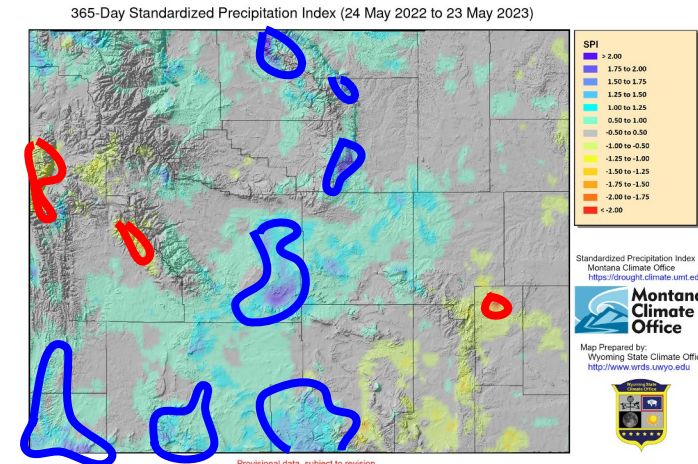 365-Day Standardized Precipitation Index (24 May 2022 to 23 May 2023)
SPI
> 2.00
1.75 to 2.00
1.50 to 1.75
1.25 to 1.50
1.00 to 1.25
0.50 to 1.00
-0.50 to 0.50
-1.00 to -0.50
-1.25 to -1.00
-1.50 to -1.25
-1.75 to -1.50
-2.00 to -1.75
< -2.00
Standardized Precipitation Index
Montana Climate Office
https://drought.climate.umt.ed
Montana
Climate
Office
Map Prepared by:
Wyoming State Climate Offic
http://www.wrds.uwyo.edu
Wyoming State
Climate Office
Provisional data, subject to revision